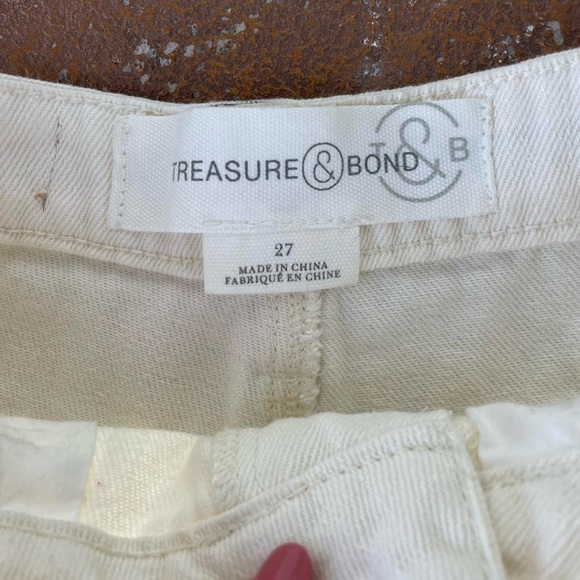 TREASURE & BOND
T & B
27
MADE IN CHINA
FABRIQUÉ EN CHINE